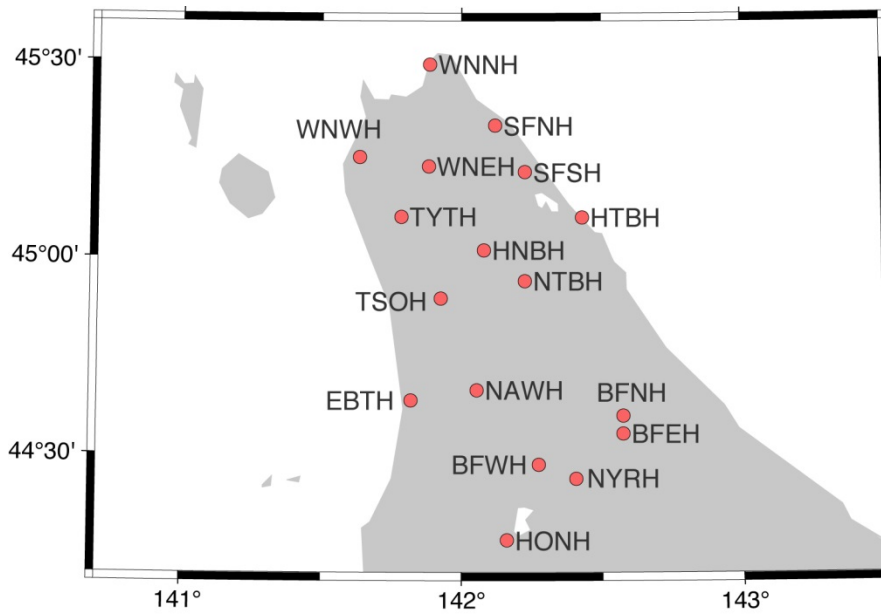 45°30'
WNNH
SFNH
WNWH
WNEH
SFSH
TYTH
HTBH
45°00'
HNBH
NTBH
TSOH
NAWH
BFNH
EBTH
BFEH
44°30'
BFWH
NYRH
HONH
141°
142°
143°